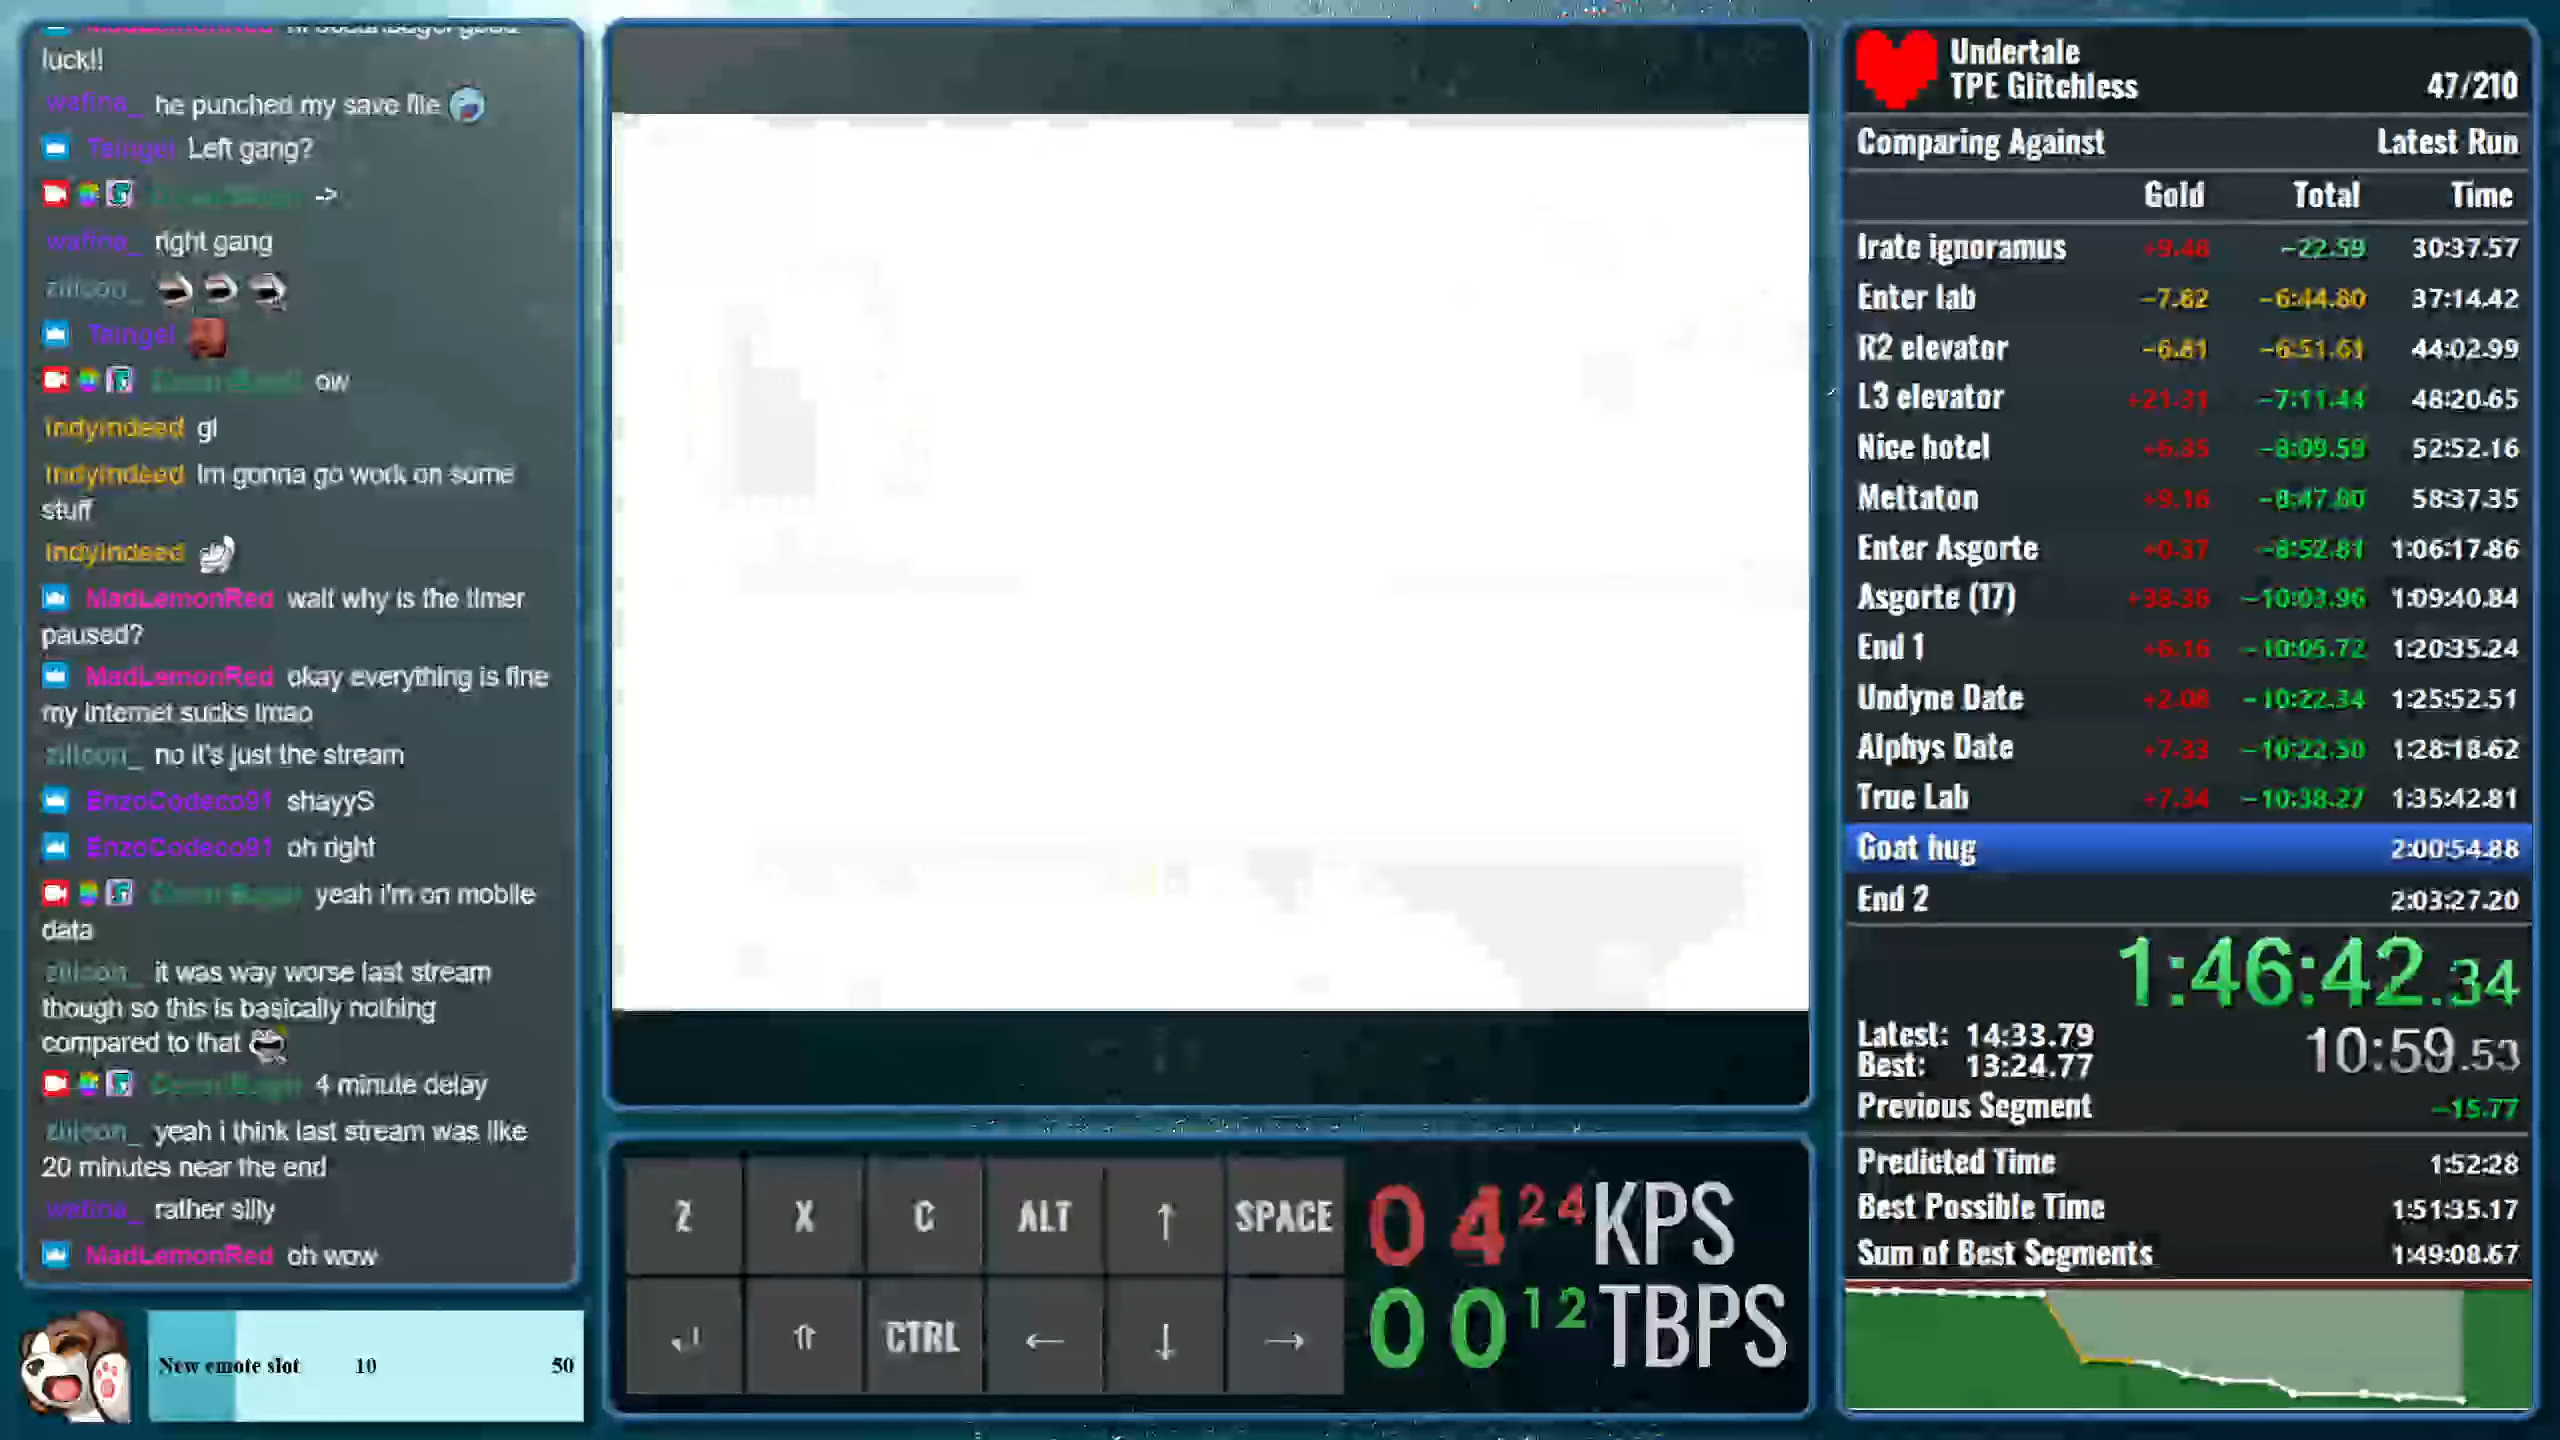 luck!!
wafina_ he punched my save file
Taingel Left gang?
->
wafina_ right gang
zilicon_
Taingel
ow
Indyindeed gl
Indyindeed Im gonna go work on some
stuff
Indyindeed
MadLemonRed wait why is the timer
paused?
MadLemonRed okay everything is fine
my internet sucks lmao
zilicon_ no it's just the stream
EnzoCodeco91 shayyS
EnzoCodeco91 oh right
yeah i'm on mobile
data
zilicon_ it was way worse last stream
though so this is basically nothing
compared to that
4 minute delay
zilicon_ yeah i think last stream was like
20 minutes near the end
wafina_ rather silly
MadLemonRed oh wow
New emote slot 10 50
Z X C ALT ↑ SPACE
CTRL ← ↓ →
04 24 KPS
00 12 TBPS
Undertale
TPE Glitchless 47/210
Comparing Against Latest Run
Gold Total Time
Irate ignoramus +9.48 -22.59 30:37.57
Enter lab -7.82 -6:44.80 37:14.42
R2 elevator -6.81 -6:51.61 44:02.99
L3 elevator +21.31 -7:11.44 48:20.65
Nice hotel +6.35 -8:09.59 52:52.16
Mettaton +9.16 -8:47.80 58:37.35
Enter Asgorte +0.37 -8:52.81 1:06:17.86
Asgorte (17) +38.36 -10:03.96 1:09:40.84
End 1 +6.16 -10:05.72 1:20:35.24
Undyne Date +2.08 -10:22.34 1:25:52.51
Alphys Date +7.33 -10:22.50 1:28:18.62
True Lab +7.34 -10:38.27 1:35:42.81
Goat hug 2:00:54.88
End 2 2:03:27.20
1:46:42.34
Latest: 14:33.79
Best: 13:24.77
10:59.53
Previous Segment -15.77
Predicted Time 1:52:28
Best Possible Time 1:51:35.17
Sum of Best Segments 1:49:08.67